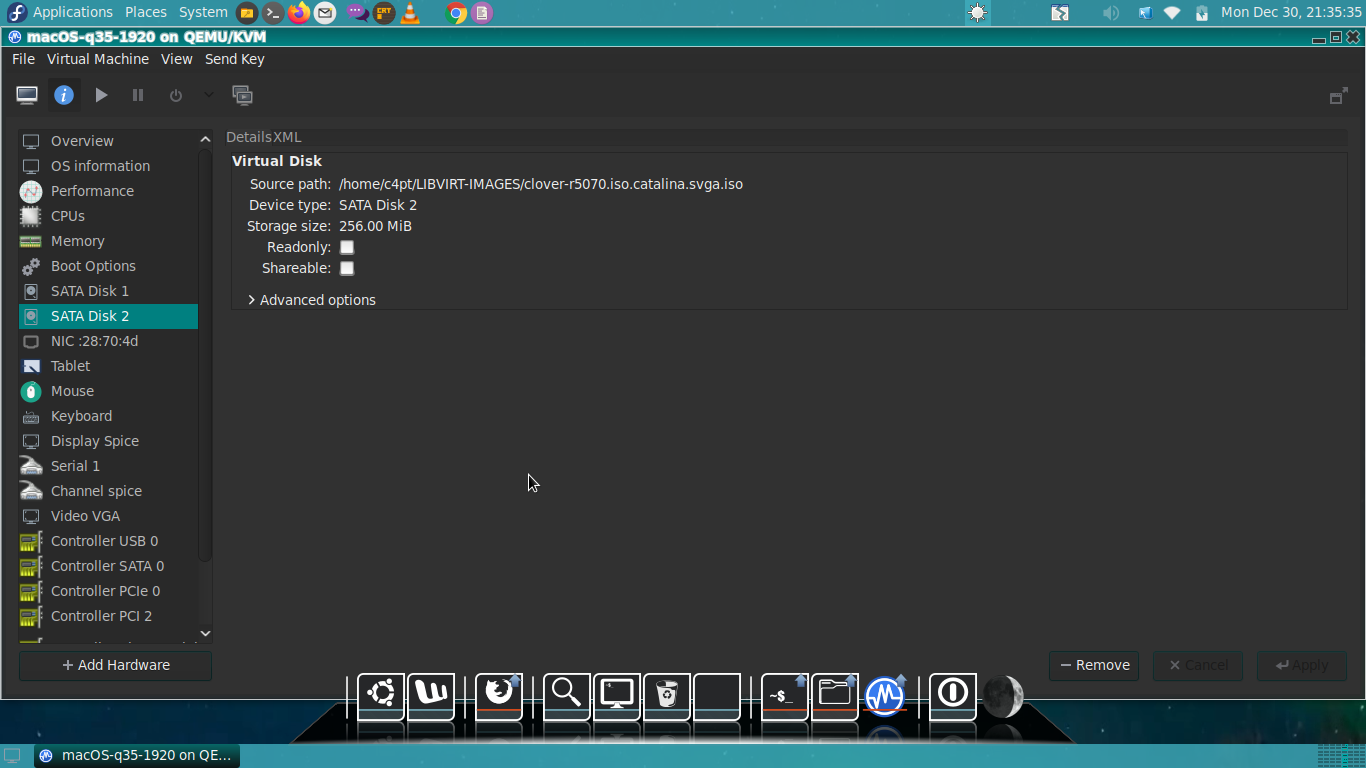 Applications Places System Mon Dec 30, 21:35:35
macOS-q35-1920 on QEMU/KVM
File Virtual Machine View Send Key
Overview
OS information
Performance
CPUs
Memory
Boot Options
SATA Disk 1
SATA Disk 2
NIC :28:70:4d
Tablet
Mouse
Keyboard
Display Spice
Serial 1
Channel spice
Video VGA
Controller USB 0
Controller SATA 0
Controller PCIe 0
Controller PCI 2
Add Hardware
Details XML
Virtual Disk
Source path: /home/c4pt/LIBVIRT-IMAGES/clover-r5070.iso.catalina.svga.iso
Device type: SATA Disk 2
Storage size: 256.00 MiB
Readonly:
Shareable:
Advanced options
Remove Cancel Apply
~$_
macOS-q35-1920 on QE...